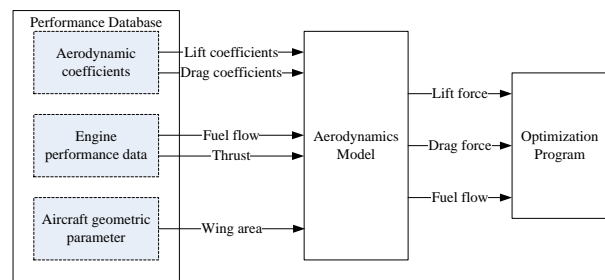 Performance Database
Aerodynamic
coefficients
Lift coefficients
Drag coefficients
Engine
performance data
Fuel flow
Thrust
Aircraft geometric
parameter
Wing area
Aerodynamics
Model
Lift force
Drag force
Fuel flow
Optimization
Program